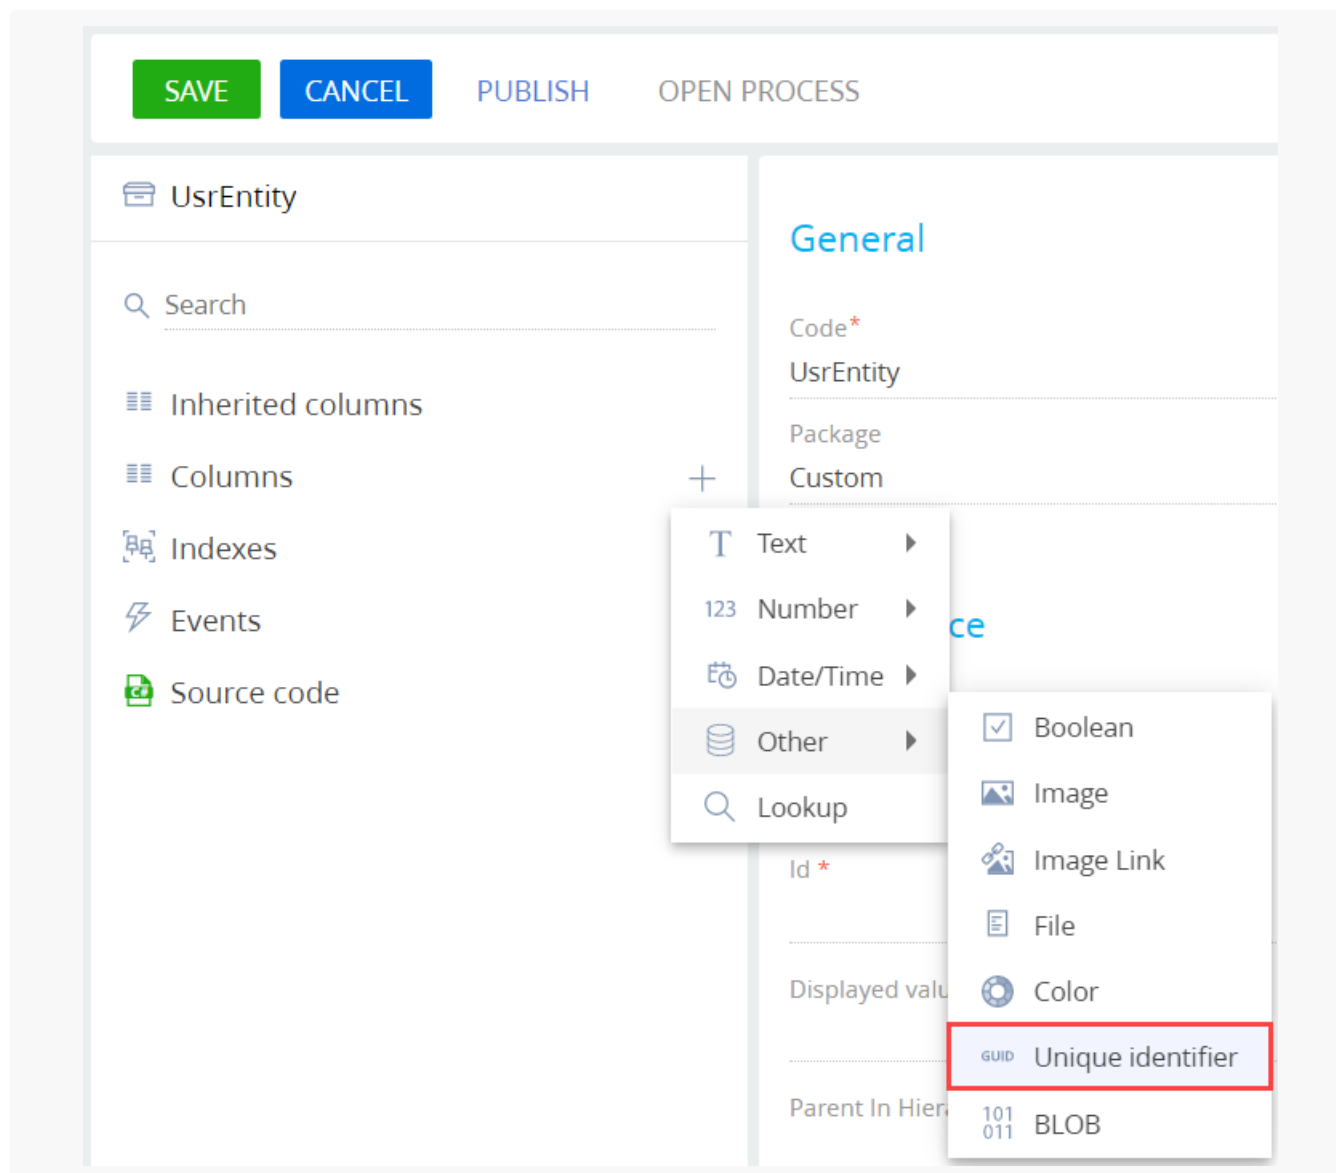 SAVE CANCEL PUBLISH OPEN PROCESS
UsrEntity
Search
Inherited columns
Columns
Indexes
Events
C# Source code
General
Code*
UsrEntity
Package
Custom
T Text
123 Number
Date/Time
Other
Lookup
ce
Id *
Displayed valu
Parent In Hier
Boolean
Image
Image Link
File
Color
GUID Unique identifier
101
011 BLOB